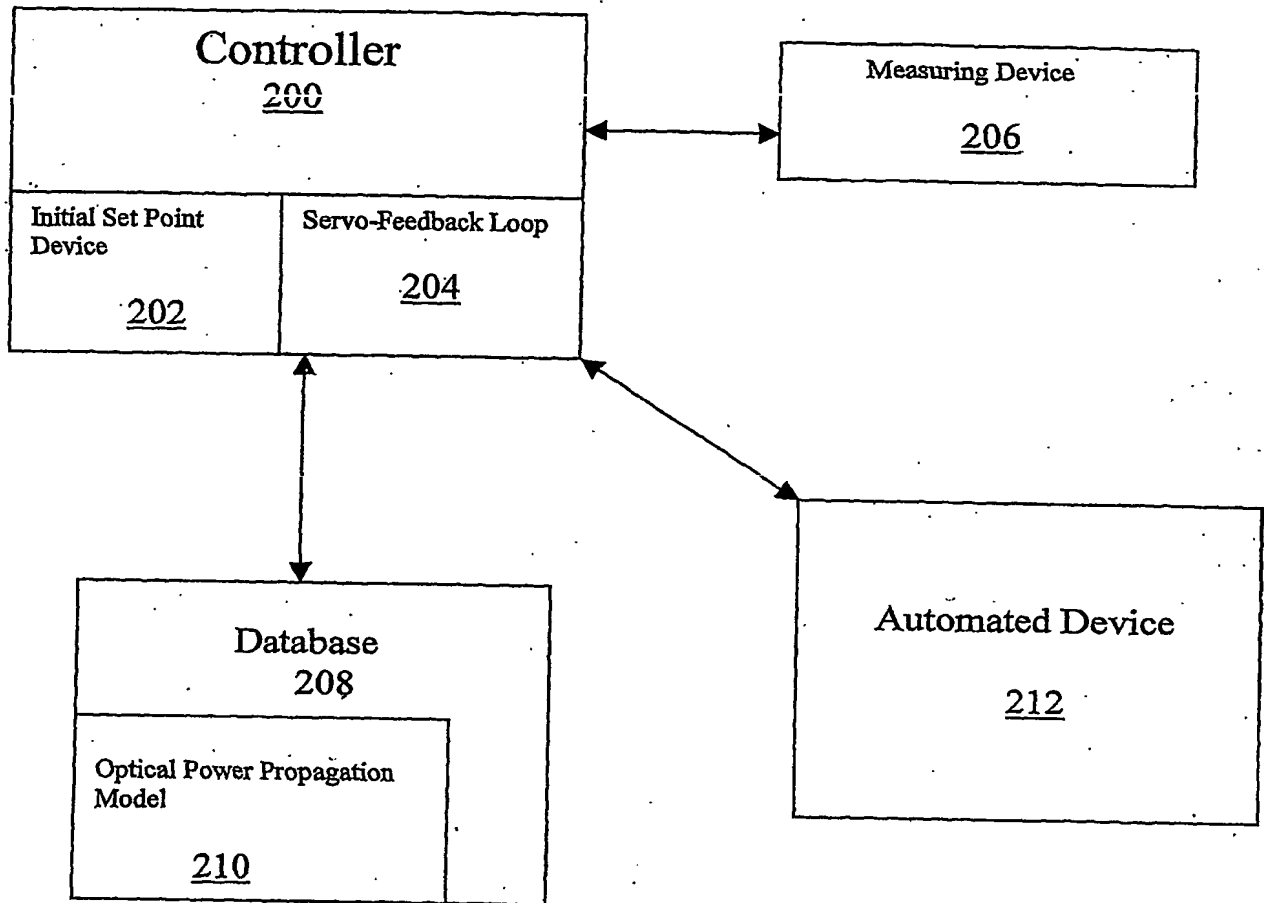 Controller
200
Measuring Device
206
Initial Set Point
Device
202
Servo-Feedback Loop
204
Database
208
Optical Power Propagation
Model
210
Automated Device
212